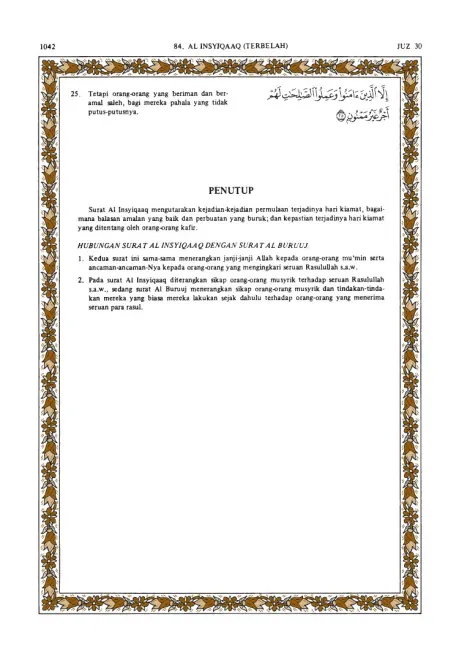 1042
84. AL INSYIQAAQ (TERBELAH)
JUZ 30
25. Tetapi orang-orang yang beriman dan ber-
amal saleh, bagi mereka pahala yang tidak
putus-putusnya.
إِلَّا ٱلَّذِينَ ءَامَنُوا۟ وَعَمِلُوا۟ ٱلصَّـٰلِحَـٰتِ لَهُمْ
أَجْرٌ غَيْرُ مَمْنُونٍۭ ﴿٢٥﴾
PENUTUP
Surat Al Insyiqaaq mengutarakan kejadian-kejadian permulaan terjadinya hari kiamat, bagai-
mana balasan amalan yang baik dan perbuatan yang buruk; dan kepastian terjadinya hari kiamat
yang ditentang oleh orang-orang kafir.
HUBUNGAN SURAT AL INSYIQAAQ DENGAN SURAT AL BURUUJ
1. Kedua surat ini sama-sama menerangkan janji-janji Allah kepada orang-orang mu'min serta
ancaman-ancaman-Nya kepada orang-orang yang mengingkari seruan Rasulullah s.a.w.
2. Pada surat Al Insyiqaaq diterangkan sikap orang-orang musyrik terhadap seruan Rasulullah
s.a.w., sedang surat Al Buruuj menerangkan sikap orang-orang musyrik dan tindakan-tinda-
kan mereka yang biasa mereka lakukan sejak dahulu terhadap orang-orang yang menerima
seruan para rasul.